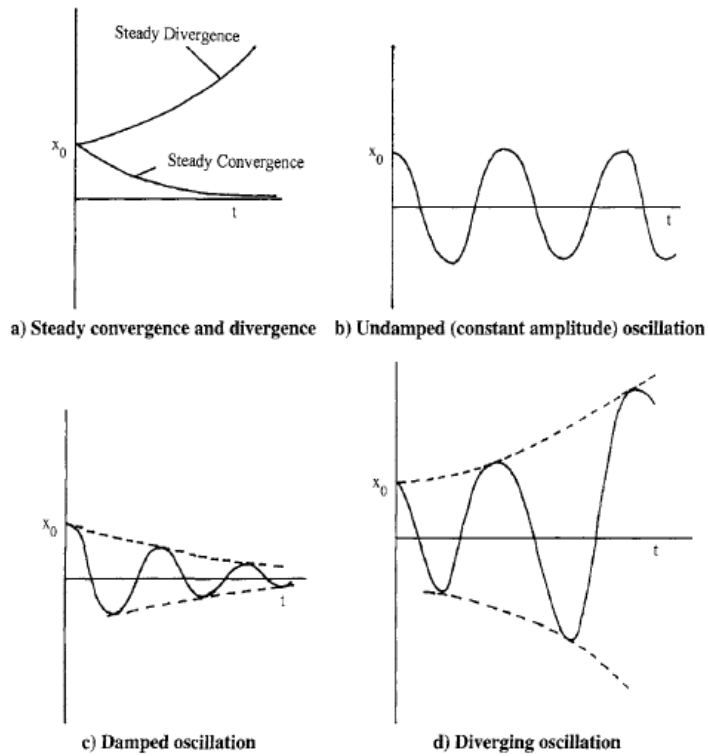 Steady Divergence
x₀
Steady Convergence
t
a) Steady convergence and divergence
x₀
t
b) Undamped (constant amplitude) oscillation
x₀
t
c) Damped oscillation
x₀
t
d) Diverging oscillation